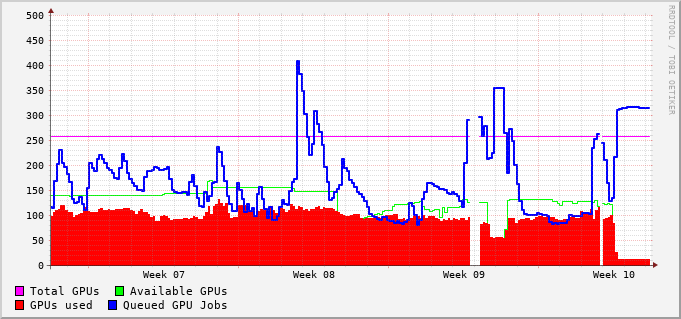 500
450
400
350
300
250
200
150
100
50
0
Week 07 Week 08 Week 09 Week 10
Total GPUs Available GPUs
GPUs used Queued GPU Jobs
RRDTOOL / TOBI OETIKER